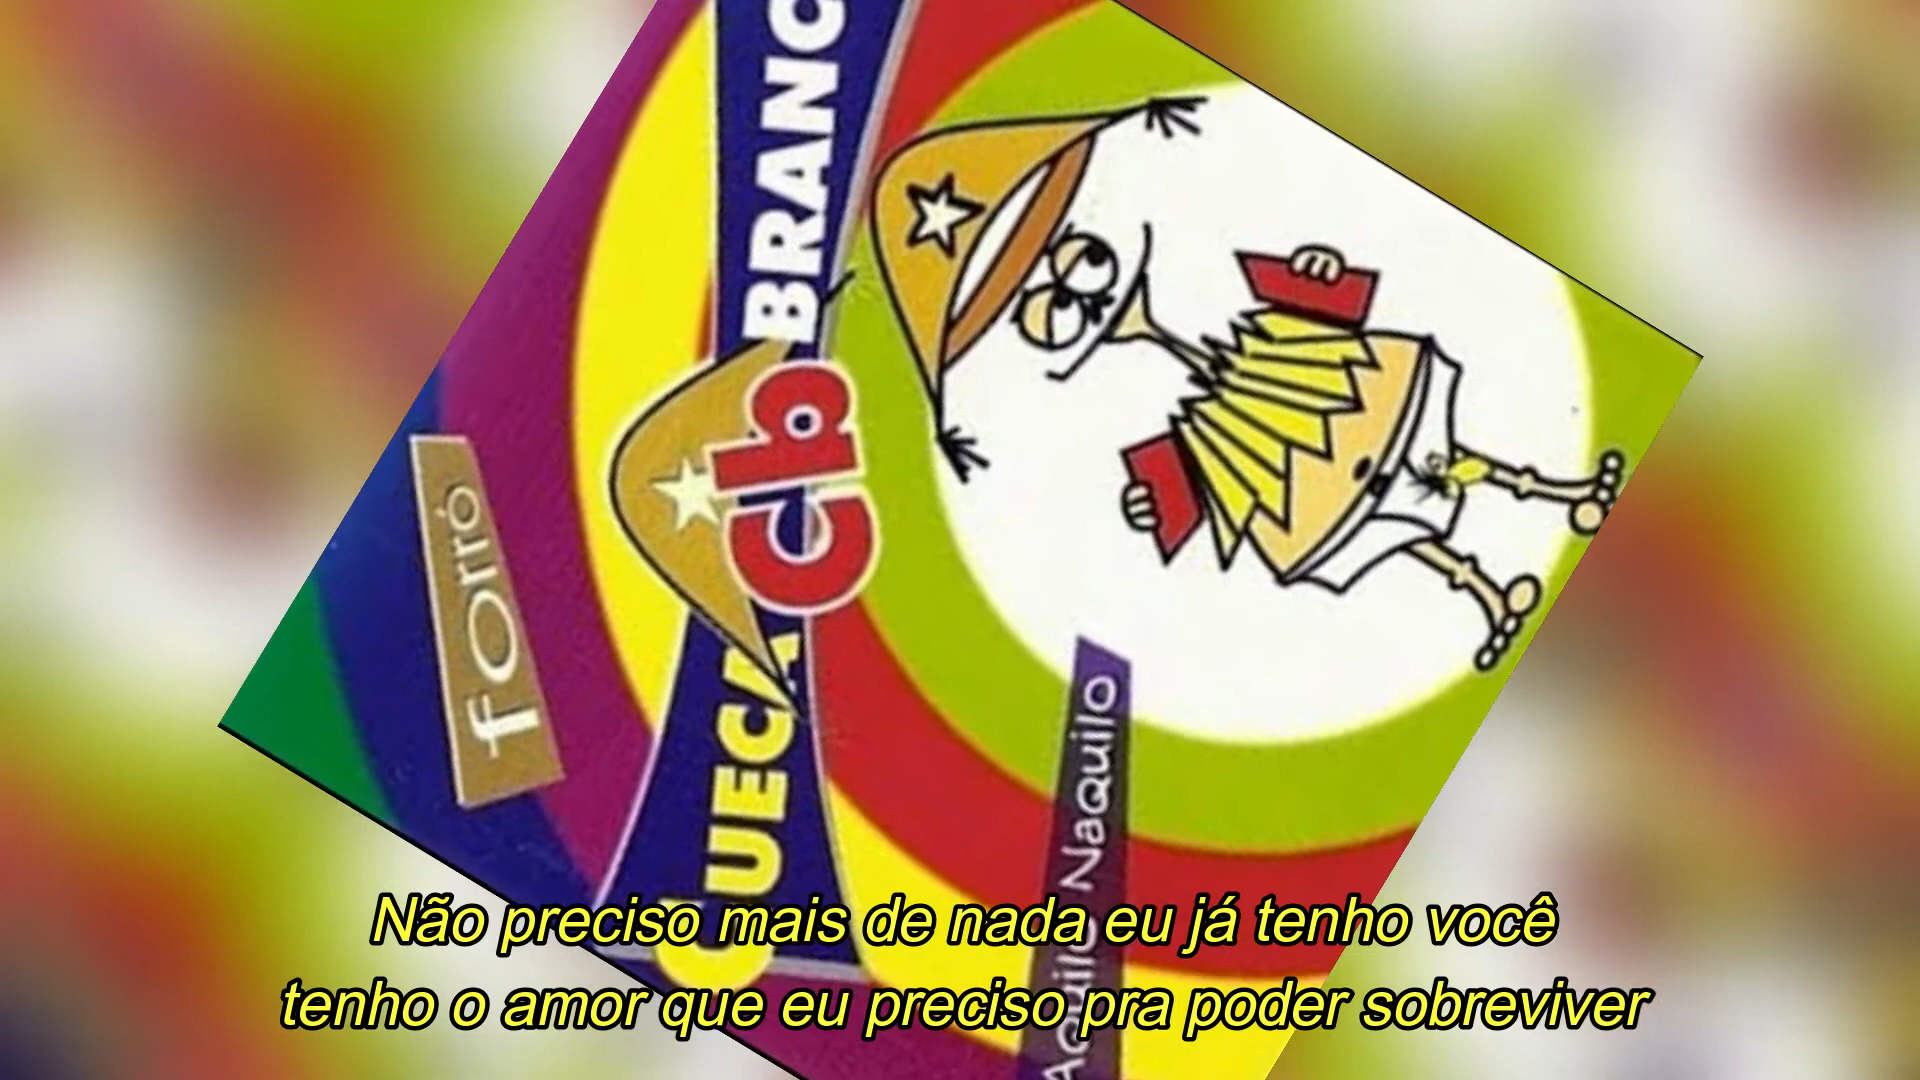 forró
CUECA
Cb
BRANC
Aquilo Naquilo
Não preciso mais de nada eu já tenho você
tenho o amor que eu preciso pra poder sobreviver